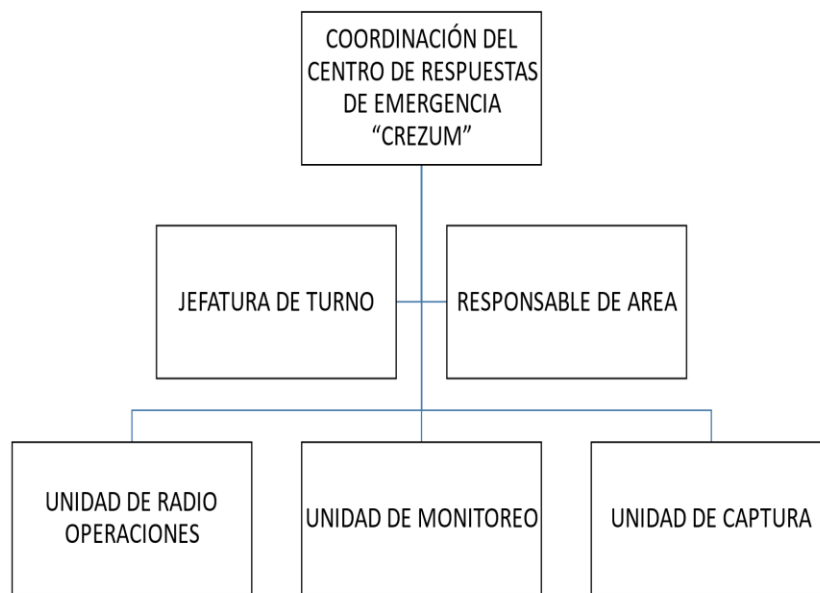 COORDINACIÓN DEL
CENTRO DE RESPUESTAS
DE EMERGENCIA
“CREZUM”
JEFATURA DE TURNO
RESPONSABLE DE AREA
UNIDAD DE RADIO
OPERACIONES
UNIDAD DE MONITOREO
UNIDAD DE CAPTURA